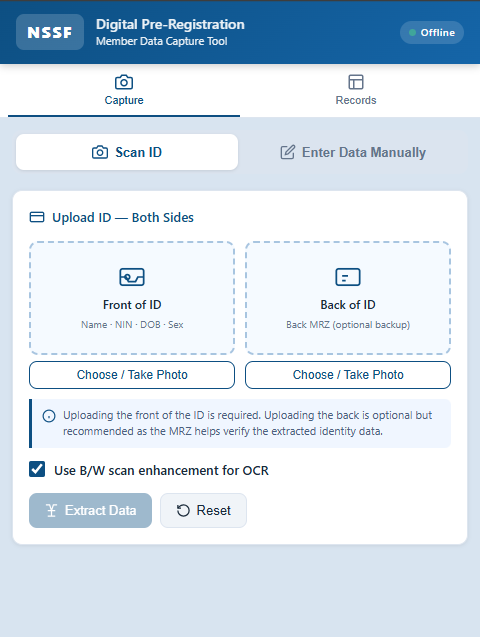 NSSF
Digital Pre-Registration
Member Data Capture Tool
Offline
Capture
Records
Scan ID
Enter Data Manually
Upload ID — Both Sides
Front of ID
Name · NIN · DOB · Sex
Back of ID
Back MRZ (optional backup)
Choose / Take Photo
Choose / Take Photo
Uploading the front of the ID is required. Uploading the back is optional but
recommended as the MRZ helps verify the extracted identity data.
Use B/W scan enhancement for OCR
Extract Data
Reset